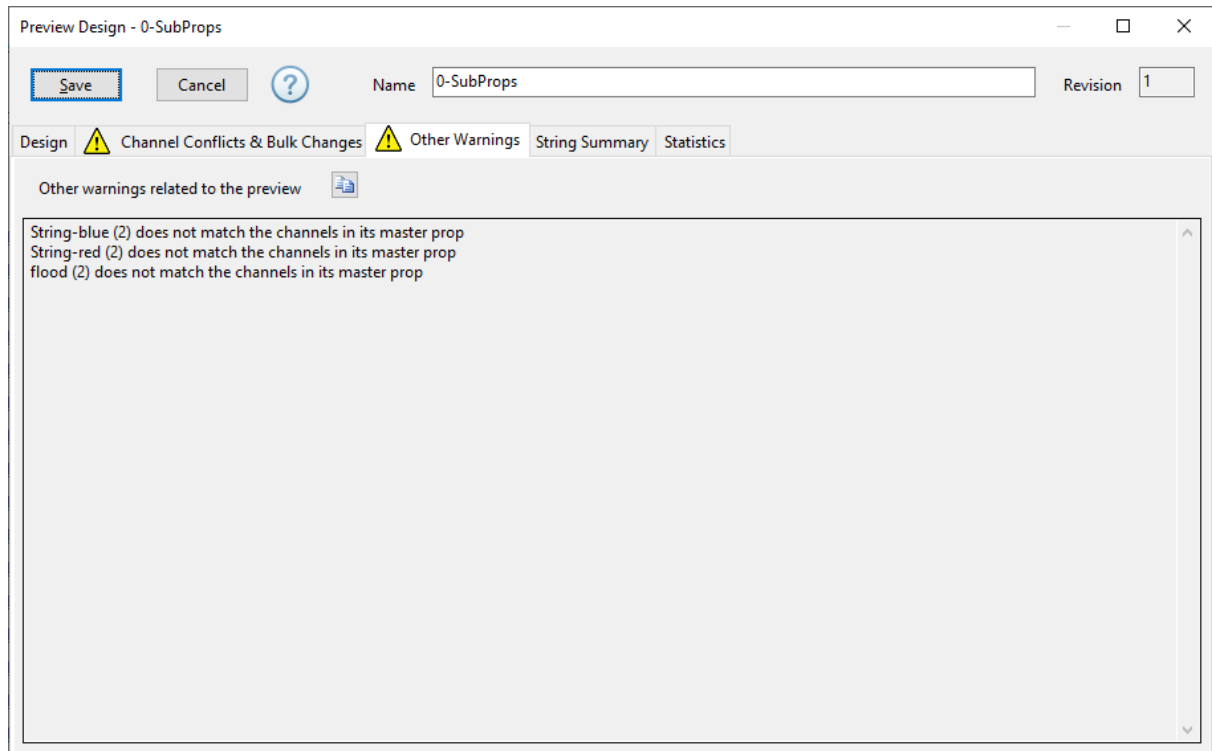 Preview Design - 0-SubProps
Save Cancel ? Name 0-SubProps Revision 1
Design Channel Conflicts & Bulk Changes Other Warnings String Summary Statistics
Other warnings related to the preview
String-blue (2) does not match the channels in its master prop
String-red (2) does not match the channels in its master prop
flood (2) does not match the channels in its master prop